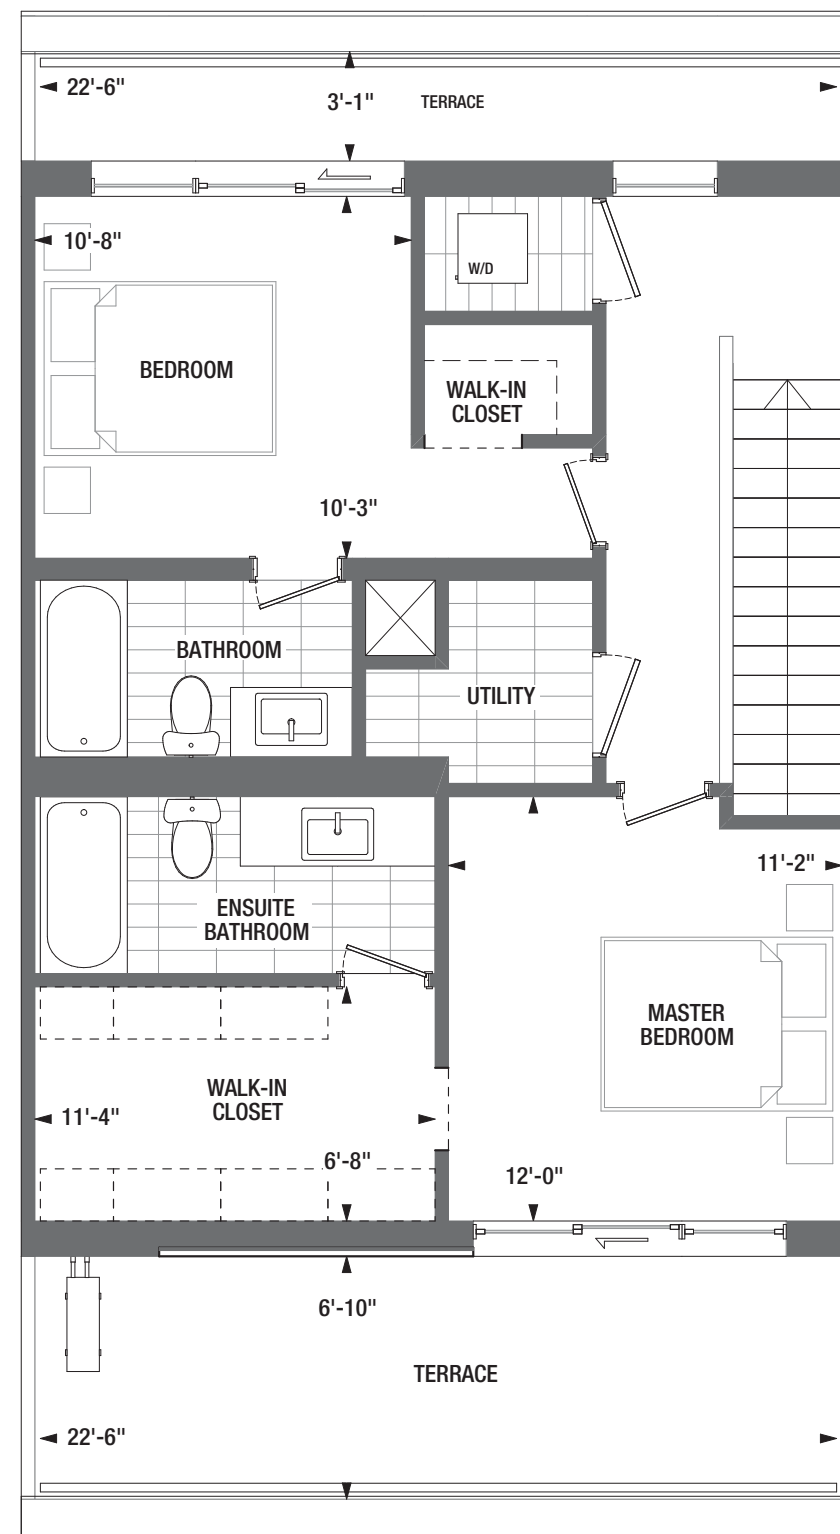 22'-6"
3'-1"
TERRACE
10'-8"
W/D
BEDROOM
WALK-IN
CLOSET
10'-3"
BATHROOM
UTILITY
11'-2"
ENSUITE
BATHROOM
MASTER
BEDROOM
WALK-IN
CLOSET
11'-4"
6'-8"
12'-0"
6'-10"
TERRACE
22'-6"